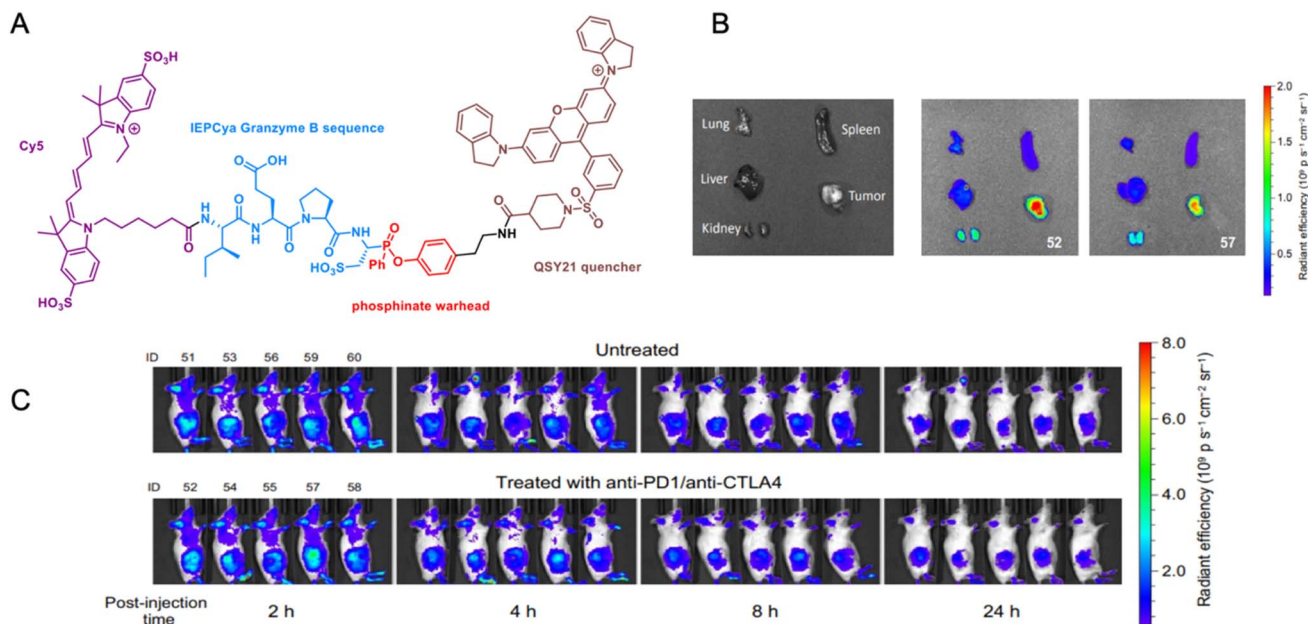 A
SO₃H
N
⊕
Cy5
N
HO₃S
O
N
H
IEPCya Granzyme B sequence
O
OH
H
N
O
N
O
HN
O
P
Ph
O
HO₃S
phosphinate warhead
N
H
O
N
S
O
O
QSY21 quencher
N
O
N
⊕
B
Lung
Spleen
Liver
Tumor
Kidney
52
57
2.0
1.5
1.0
0.5
Radiant efficiency (10⁹ p s⁻¹ cm⁻² sr⁻¹)
C
Untreated
ID 51 53 56 59 60
Treated with anti-PD1/anti-CTLA4
ID 52 54 55 57 58
Post-injection
time
2 h 4 h 8 h 24 h
8.0
6.0
4.0
2.0
Radiant efficiency (10⁹ p s⁻¹ cm⁻² sr⁻¹)